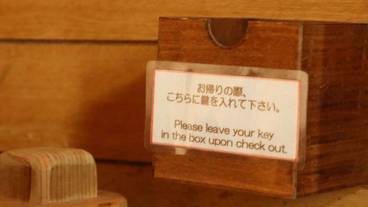 お帰りの際、
こちらに鍵を入れて下さい。
Please leave your key
in the box upon check out.